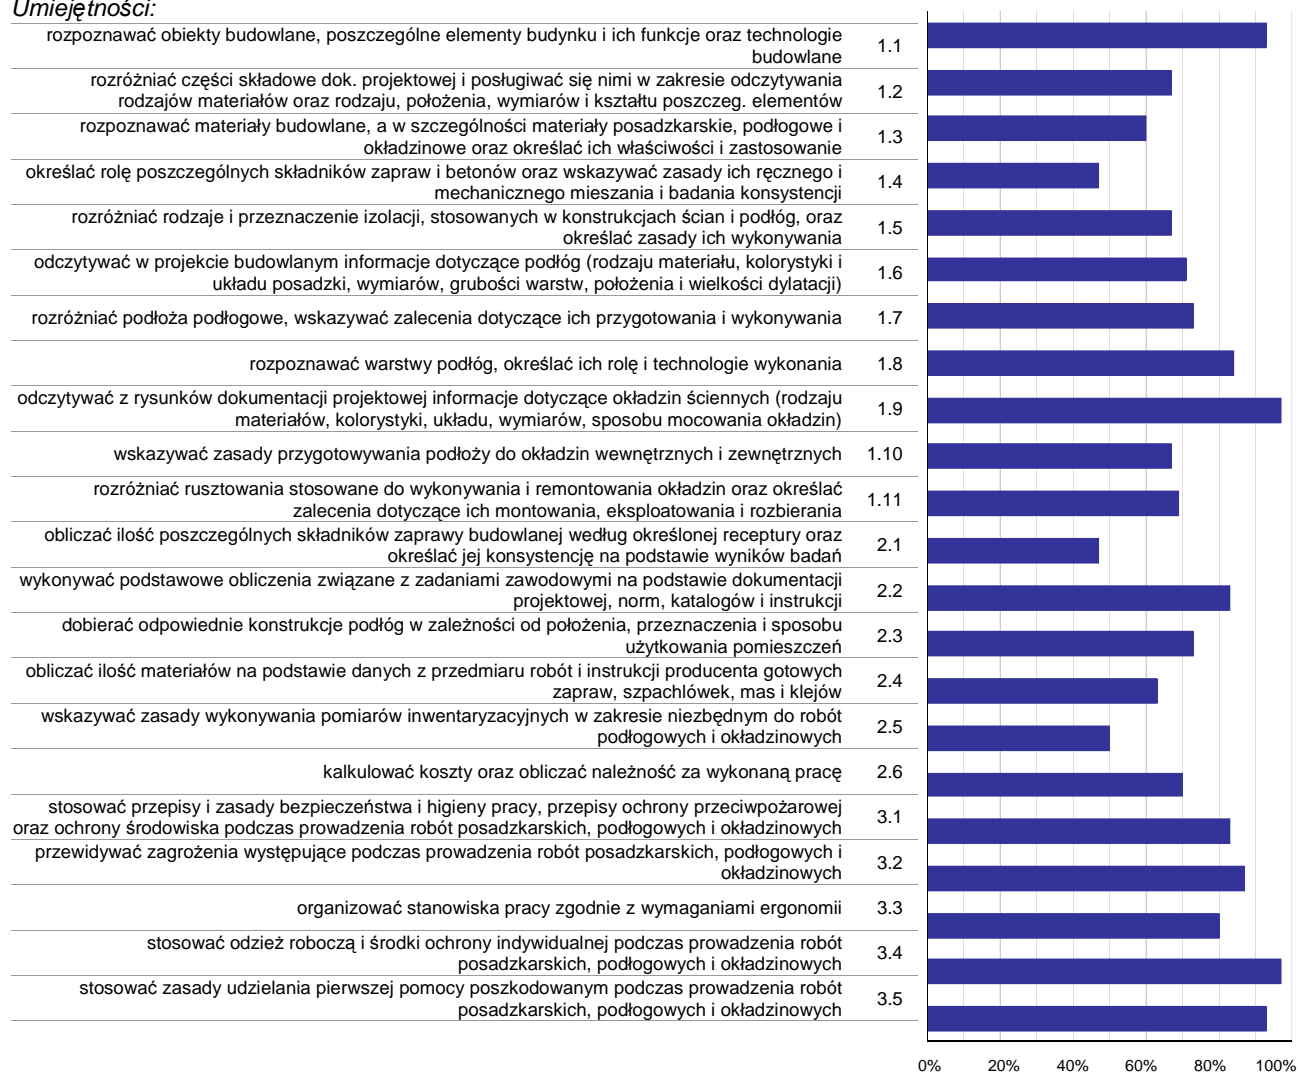 Umiejętności:
rozpoznawać obiekty budowlane, poszczególne elementy budynku i ich funkcje oraz technologie
budowlane
1.1
rozróżniać części składowe dok. projektowej i posługiwać się nimi w zakresie odczytywania
rodzajów materiałów oraz rodzaju, położenia, wymiarów i kształtu poszczeg. elementów
1.2
rozpoznawać materiały budowlane, a w szczególności materiały posadzkarskie, podłogowe i
okładzinowe oraz określać ich właściwości i zastosowanie
1.3
określać rolę poszczególnych składników zapraw i betonów oraz wskazywać zasady ich ręcznego i
mechanicznego mieszania i badania konsystencji
1.4
rozróżniać rodzaje i przeznaczenie izolacji, stosowanych w konstrukcjach ścian i podłóg, oraz
określać zasady ich wykonywania
1.5
odczytywać w projekcie budowlanym informacje dotyczące podłóg (rodzaju materiału, kolorystyki i
układu posadzki, wymiarów, grubości warstw, położenia i wielkości dylatacji)
1.6
rozróżniać podłoża podłogowe, wskazywać zalecenia dotyczące ich przygotowania i wykonywania
1.7
rozpoznawać warstwy podłóg, określać ich rolę i technologie wykonania
1.8
odczytywać z rysunków dokumentacji projektowej informacje dotyczące okładzin ściennych (rodzaju
materiałów, kolorystyki, układu, wymiarów, sposobu mocowania okładzin)
1.9
wskazywać zasady przygotowywania podłoży do okładzin wewnętrznych i zewnętrznych
1.10
rozróżniać rusztowania stosowane do wykonywania i remontowania okładzin oraz określać
zalecenia dotyczące ich montowania, eksploatowania i rozbierania
1.11
obliczać ilość poszczególnych składników zaprawy budowlanej według określonej receptury oraz
określać jej konsystencję na podstawie wyników badań
2.1
wykonywać podstawowe obliczenia związane z zadaniami zawodowymi na podstawie dokumentacji
projektowej, norm, katalogów i instrukcji
2.2
dobierać odpowiednie konstrukcje podłóg w zależności od położenia, przeznaczenia i sposobu
użytkowania pomieszczeń
2.3
obliczać ilość materiałów na podstawie danych z przedmiaru robót i instrukcji producenta gotowych
zapraw, szpachlówek, mas i klejów
2.4
wskazywać zasady wykonywania pomiarów inwentaryzacyjnych w zakresie niezbędnym do robót
podłogowych i okładzinowych
2.5
kalkulować koszty oraz obliczać należność za wykonaną pracę
2.6
stosować przepisy i zasady bezpieczeństwa i higieny pracy, przepisy ochrony przeciwpożarowej
oraz ochrony środowiska podczas prowadzenia robót posadzkarskich, podłogowych i okładzinowych
3.1
przewidywać zagrożenia występujące podczas prowadzenia robót posadzkarskich, podłogowych i
okładzinowych
3.2
organizować stanowiska pracy zgodnie z wymaganiami ergonomii
3.3
stosować odzież roboczą i środki ochrony indywidualnej podczas prowadzenia robót
posadzkarskich, podłogowych i okładzinowych
3.4
stosować zasady udzielania pierwszej pomocy poszkodowanym podczas prowadzenia robót
posadzkarskich, podłogowych i okładzinowych
3.5
0% 20% 40% 60% 80% 100%